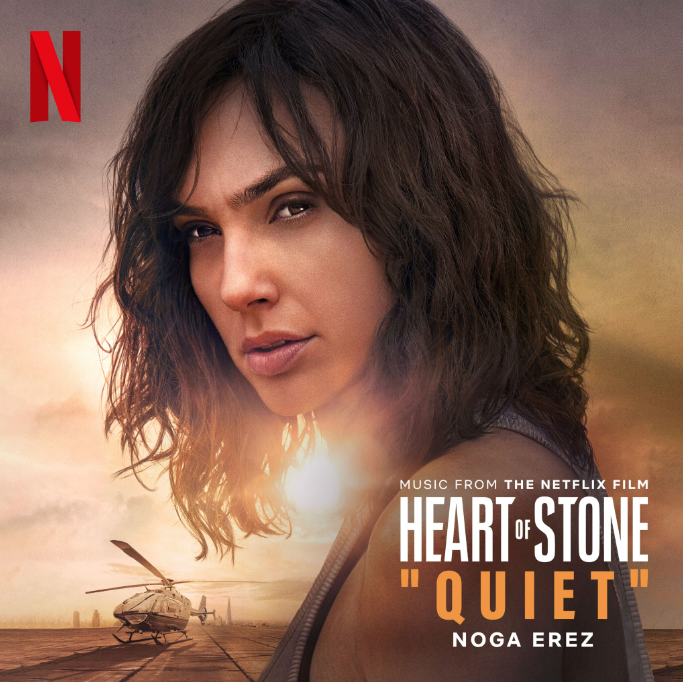 N
MUSIC FROM THE NETFLIX FILM
HEART OF STONE
"QUIET"
NOGA EREZ